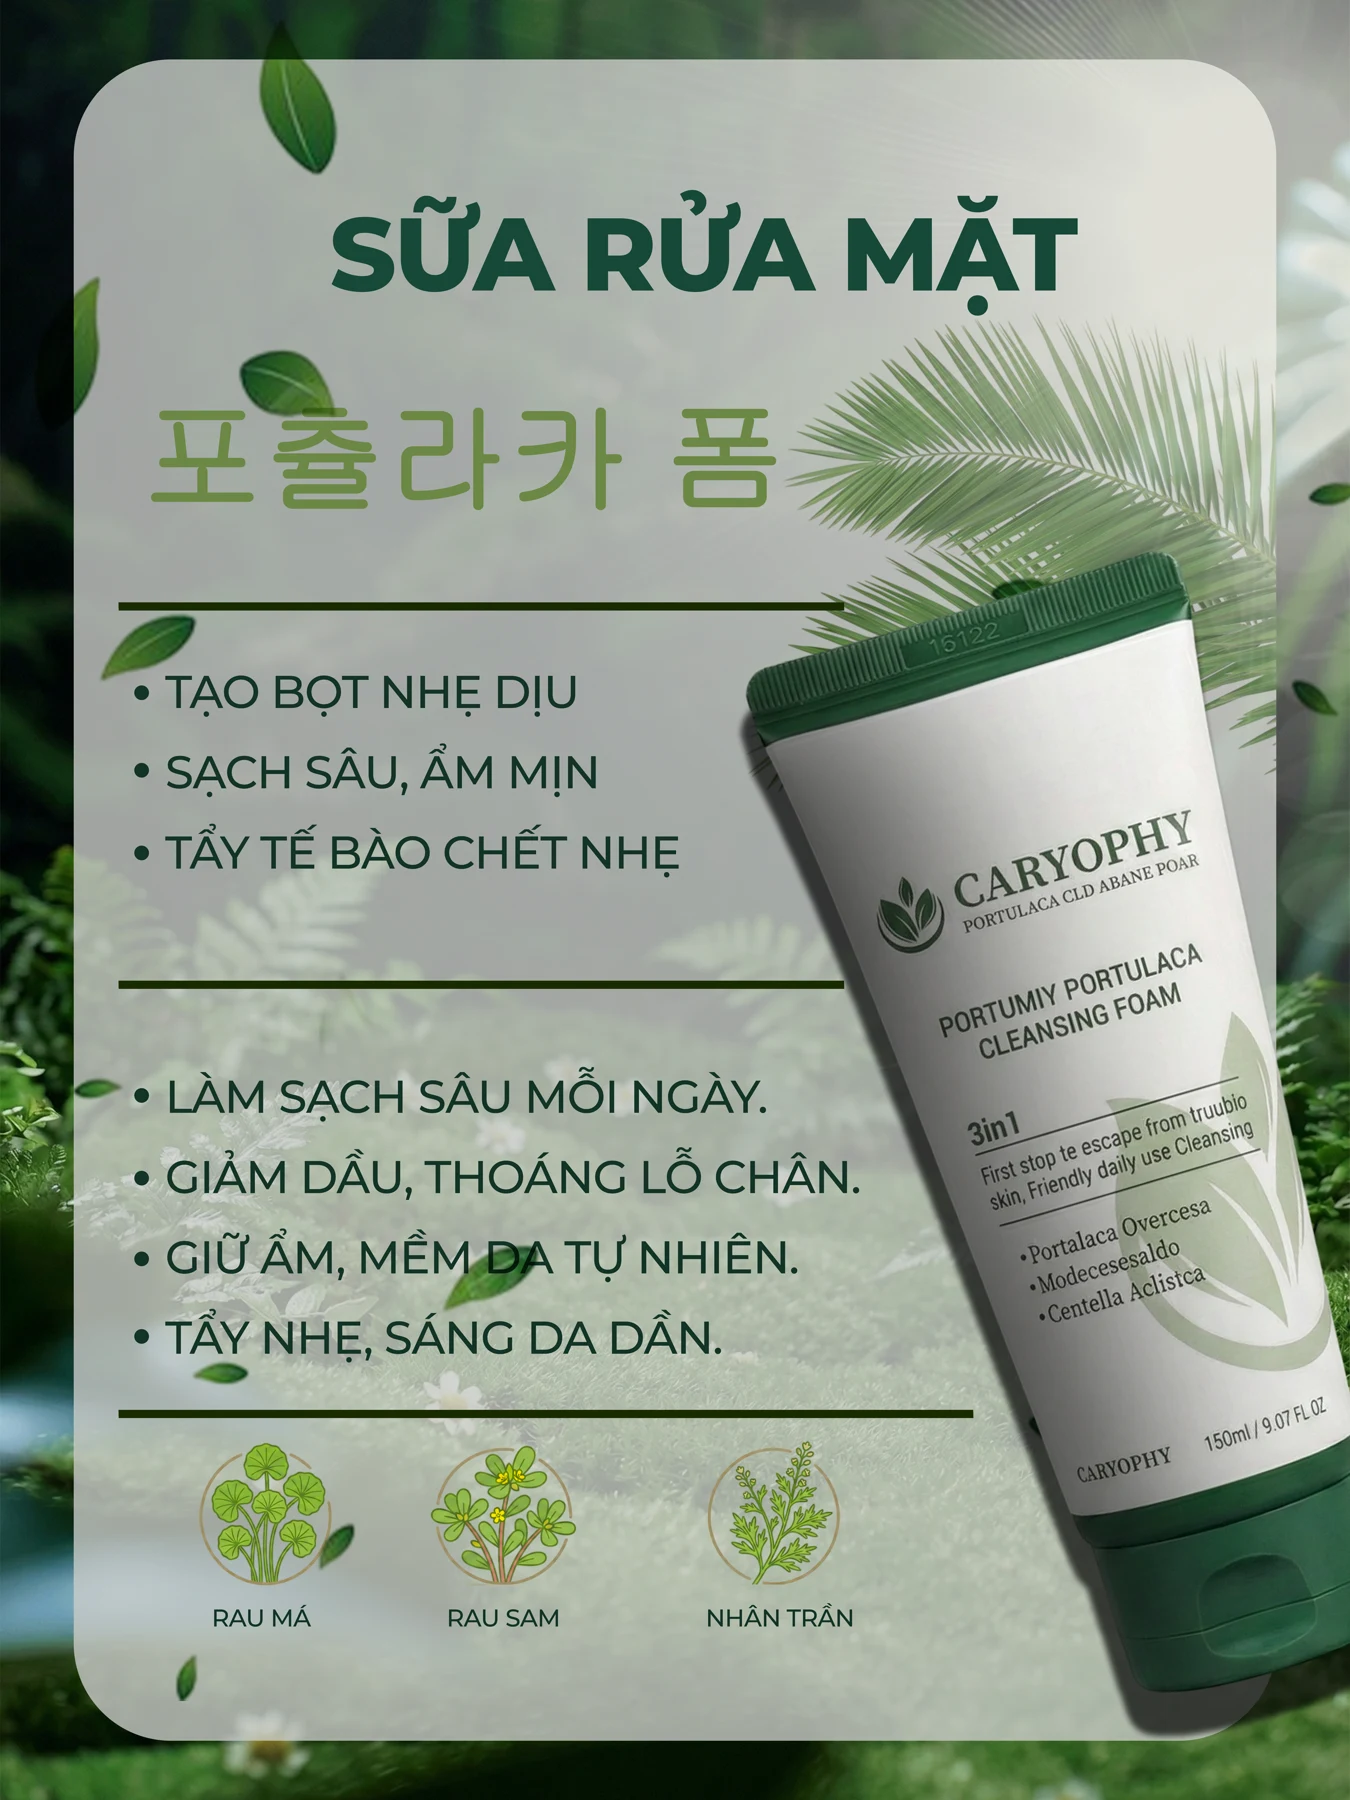 SỮA RỬA MẶT
포츌라카 폼
• TẠO BỌT NHẸ DỊU
• SẠCH SÂU, ẨM MỊN
• TẨY TẾ BÀO CHẾT NHẸ
• LÀM SẠCH SÂU MỖI NGÀY.
• GIẢM DẦU, THOÁNG LỖ CHÂN.
• GIỮ ẨM, MỀM DA TỰ NHIÊN.
• TẨY NHẸ, SÁNG DA DẦN.
RAU MÁ
RAU SAM
NHÂN TRẦN
15122
CARYOPHY
PORTULACA CLD ABANE POAR
PORTUMIY PORTULACA
CLEANSING FOAM
3in1
First stop te escape from truubio
skin, Friendly daily use Cleansing
•Portalaca Overcesa
•Modecesesaldo
•Centella Aclistca
CARYOPHY 150ml / 9.07 FL OZ